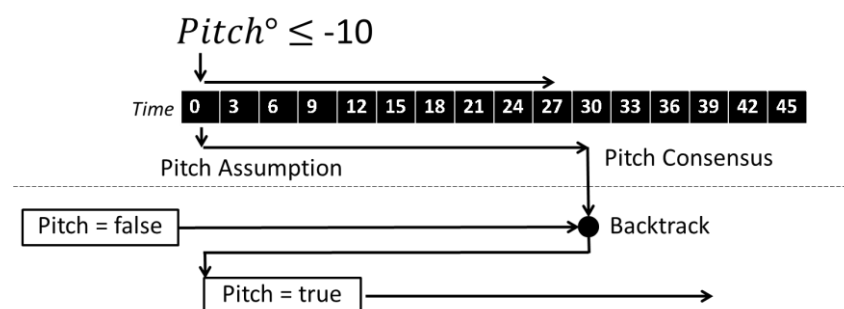 Pitch° ≤ -10
Time 0 3 6 9 12 15 18 21 24 27 30 33 36 39 42 45
Pitch Assumption
Pitch Consensus
Pitch = false
Backtrack
Pitch = true